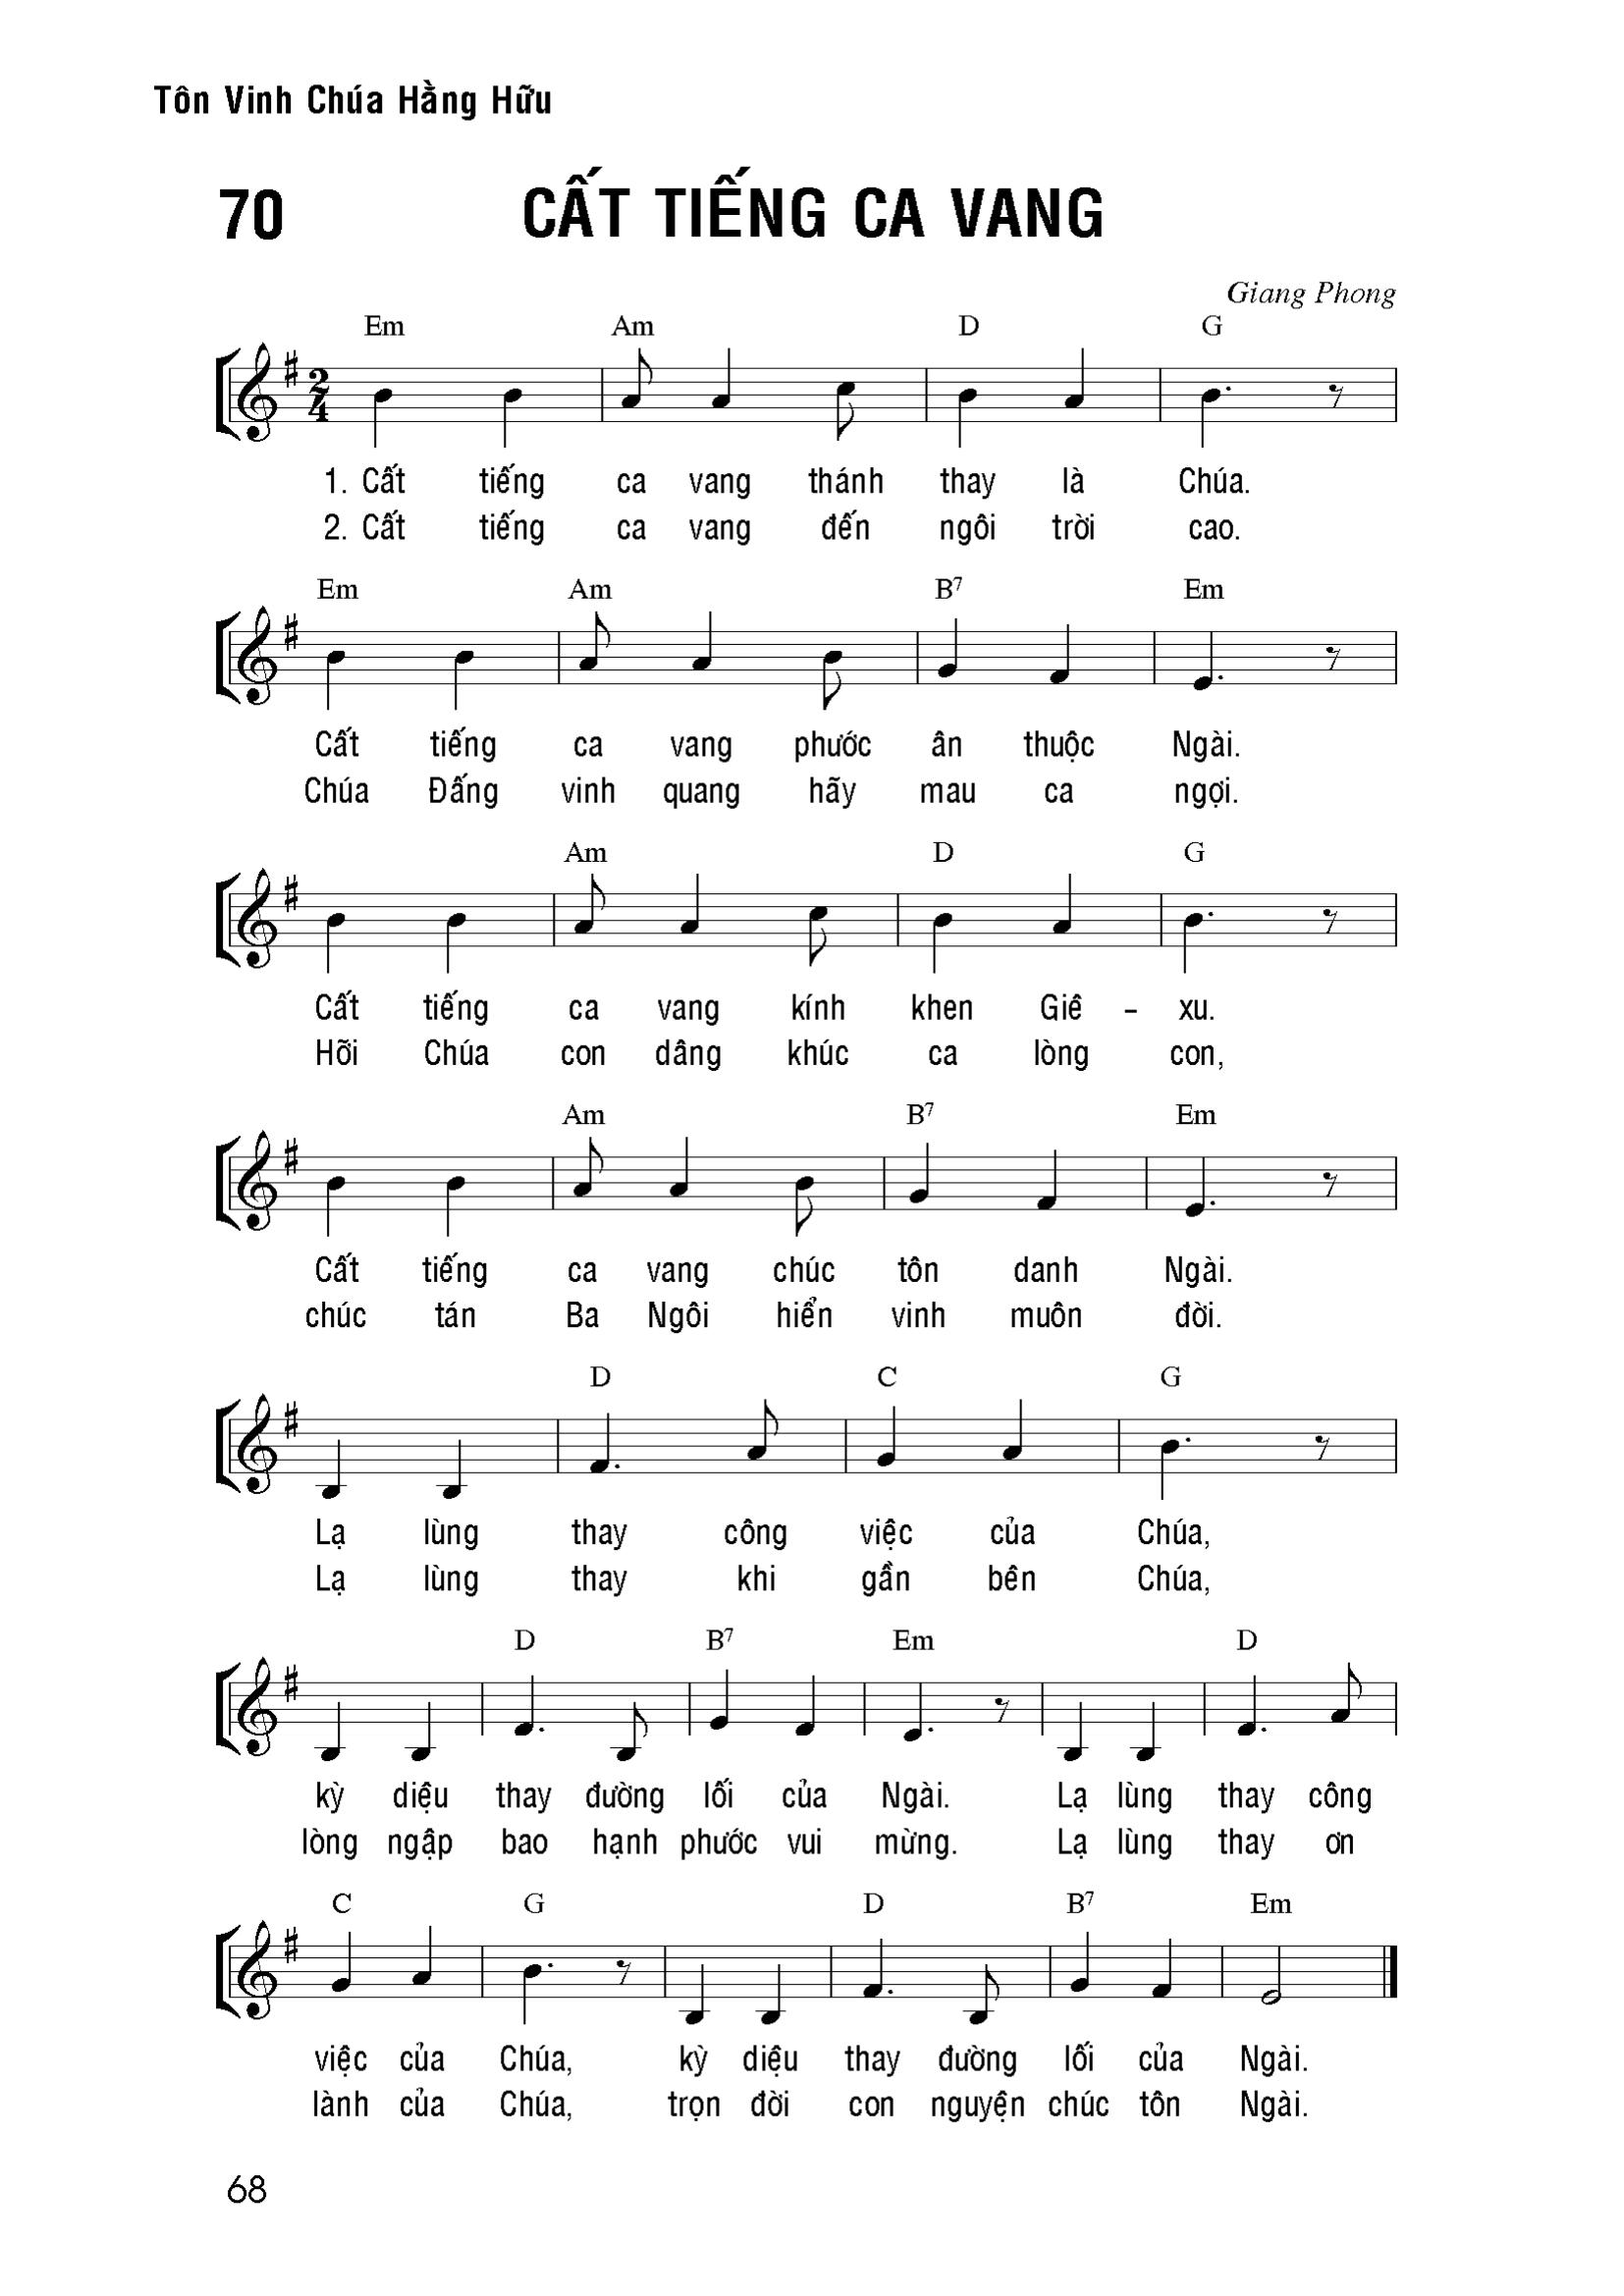 Tôn Vinh Chúa Hằng Hữu
70 CẤT TIẾNG CA VANG
Giang Phong
Em Am D G
1. Cất tiếng ca vang thánh thay là Chúa.
2. Cất tiếng ca vang đến ngôi trời cao.
Em Am B7 Em
Cất tiếng ca vang phước ân thuộc Ngài.
Chúa Đấng vinh quang hãy mau ca ngợi.
Am D G
Cất tiếng ca vang kính khen Giê - xu.
Hỡi Chúa con dâng khúc ca lòng con,
Am B7 Em
Cất tiếng ca vang chúc tôn danh Ngài.
chúc tán Ba Ngôi hiển vinh muôn đời.
D C G
Lạ lùng thay công việc của Chúa,
Lạ lùng thay khi gần bên Chúa,
D B7 Em D
kỳ diệu thay đường lối của Ngài. Lạ lùng thay công
lòng ngập bao hạnh phước vui mừng. Lạ lùng thay ơn
C G D B7 Em
việc của Chúa, kỳ diệu thay đường lối của Ngài.
lành của Chúa, trọn đời con nguyện chúc tôn Ngài.
68